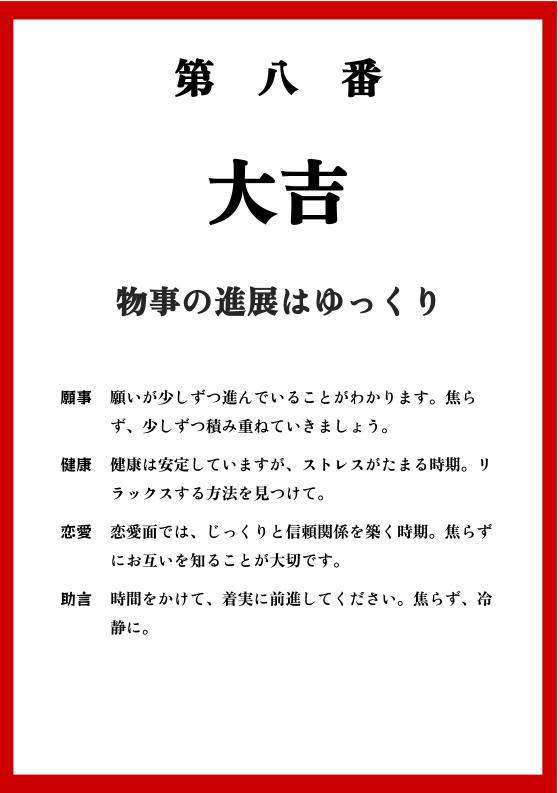 第 八 番
大吉
物事の進展はゆっくり
願事 願いが少しずつ進んでいることがわかります。焦ら
ず、少しずつ積み重ねていきましょう。
健康 健康は安定していますが、ストレスがたまる時期。リ
ラックスする方法を見つけて。
恋愛 恋愛面では、じっくりと信頼関係を築く時期。焦らず
にお互いを知ることが大切です。
助言 時間をかけて、着実に前進してください。焦らず、冷
静に。